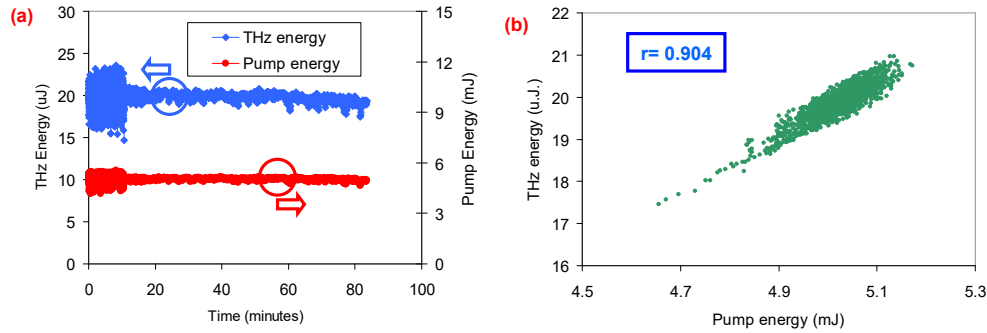 (a)
THz Energy (uJ)
30
25
20
15
10
5
0
THz energy
Pump energy
15
12
9
6
3
0
Pump Energy (mJ)
0 20 40 60 80 100
Time (minutes)
(b)
r= 0.904
THz energy (u.J.)
22
21
20
19
18
17
16
4.5 4.7 4.9 5.1 5.3
Pump energy (mJ)